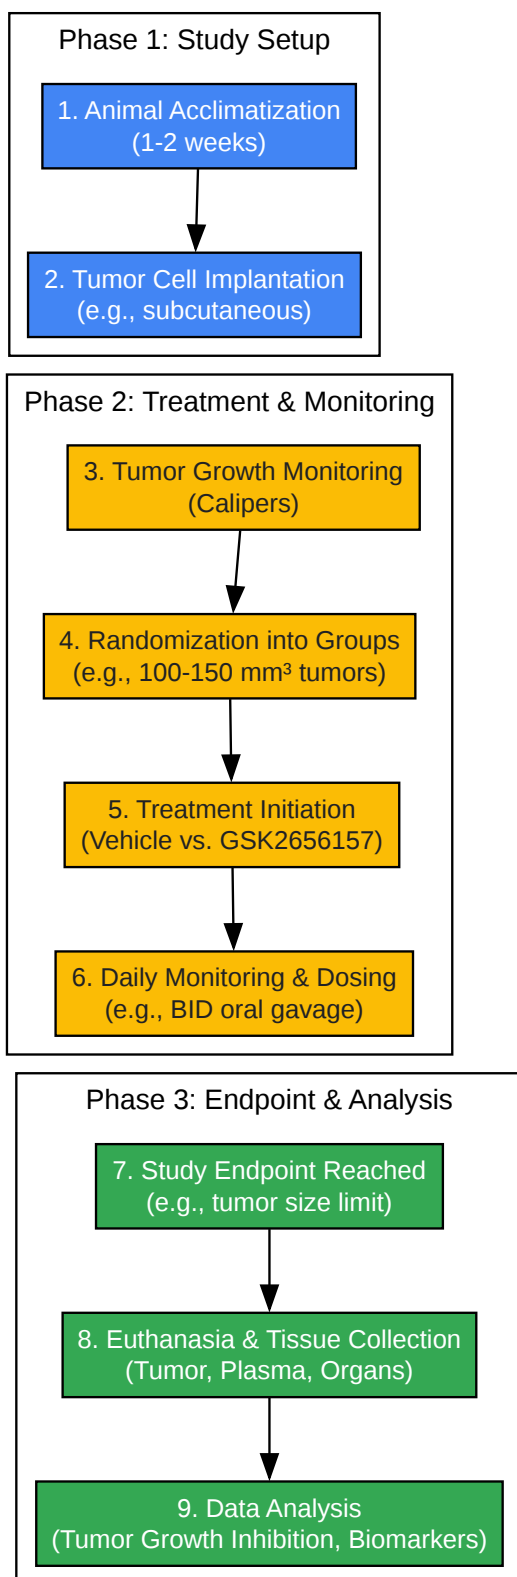 Phase 1: Study Setup
1. Animal Acclimatization
(1-2 weeks)
2. Tumor Cell Implantation
(e.g., subcutaneous)
Phase 2: Treatment & Monitoring
3. Tumor Growth Monitoring
(Calipers)
4. Randomization into Groups
(e.g., 100-150 mm³ tumors)
5. Treatment Initiation
(Vehicle vs. GSK2656157)
6. Daily Monitoring & Dosing
(e.g., BID oral gavage)
Phase 3: Endpoint & Analysis
7. Study Endpoint Reached
(e.g., tumor size limit)
8. Euthanasia & Tissue Collection
(Tumor, Plasma, Organs)
9. Data Analysis
(Tumor Growth Inhibition, Biomarkers)